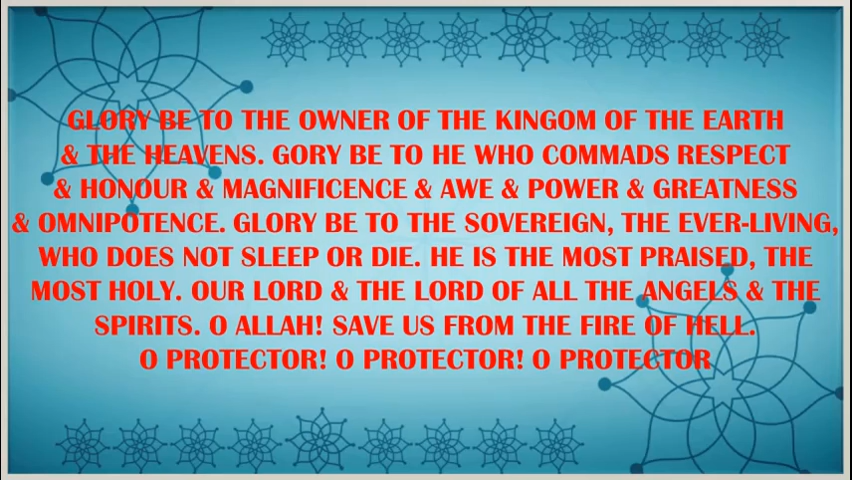 GLORY BE TO THE OWNER OF THE KINGOM OF THE EARTH
& THE HEAVENS. GORY BE TO HE WHO COMMADS RESPECT
& HONOUR & MAGNIFICENCE & AWE & POWER & GREATNESS
& OMNIPOTENCE. GLORY BE TO THE SOVEREIGN, THE EVER-LIVING,
WHO DOES NOT SLEEP OR DIE. HE IS THE MOST PRAISED, THE
MOST HOLY. OUR LORD & THE LORD OF ALL THE ANGELS & THE
SPIRITS. O ALLAH! SAVE US FROM THE FIRE OF HELL.
O PROTECTOR! O PROTECTOR! O PROTECTOR